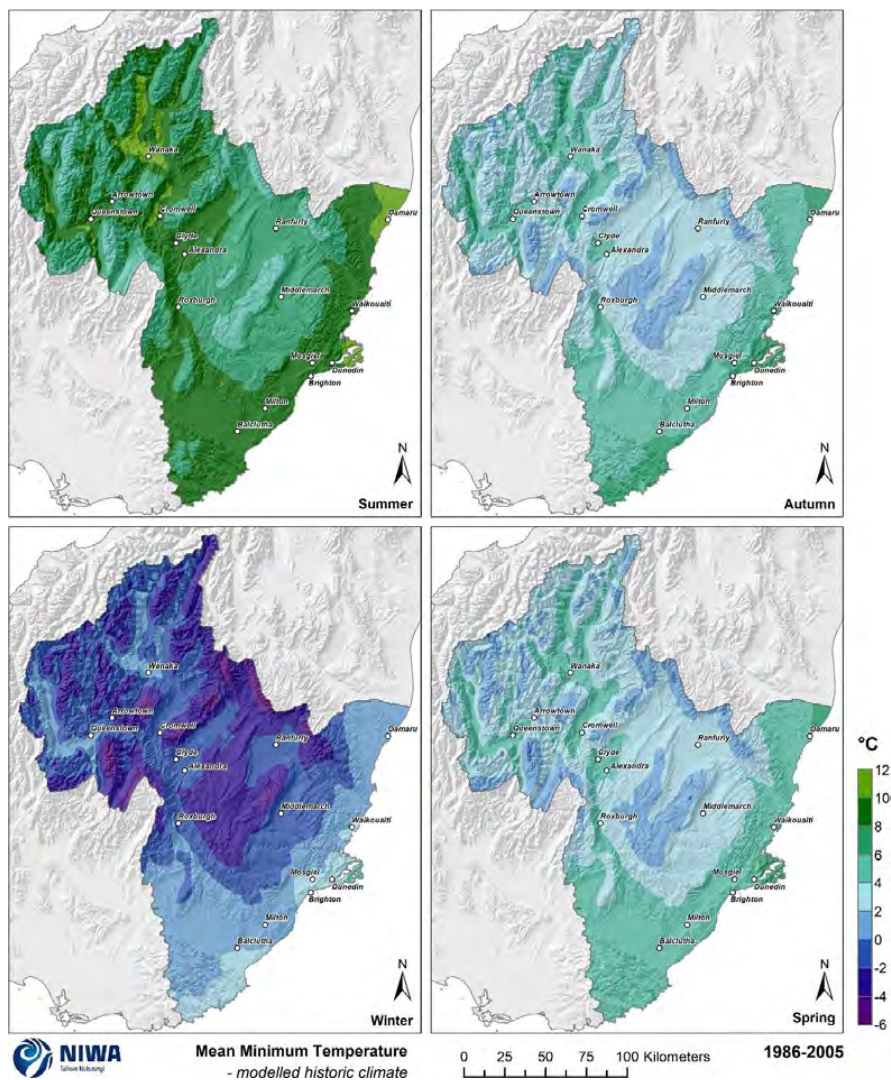 Wanaka
Arrowtown
Queenstown
Cromwell
Clyde
Alexandra
Ranfurly
Oamaru
Roxburgh
Middlemarch
Waikouaiti
Mosgiel
Dunedin
Brighton
Milton
Balclutha
N
Summer
Wanaka
Arrowtown
Queenstown
Cromwell
Clyde
Alexandra
Ranfurly
Oamaru
Roxburgh
Middlemarch
Waikouaiti
Mosgiel
Dunedin
Brighton
Milton
Balclutha
N
Autumn
Wanaka
Arrowtown
Queenstown
Cromwell
Clyde
Alexandra
Ranfurly
Oamaru
Roxburgh
Middlemarch
Waikouaiti
Mosgiel
Dunedin
Brighton
Milton
Balclutha
N
Winter
Wanaka
Arrowtown
Queenstown
Cromwell
Clyde
Alexandra
Ranfurly
Oamaru
Roxburgh
Middlemarch
Waikouaiti
Mosgiel
Dunedin
Brighton
Milton
Balclutha
N
Spring
°C
12
10
8
6
4
2
0
-2
-4
-6
NIWA
Taihoro Nukurangi
Mean Minimum Temperature
- modelled historic climate
0 25 50 75 100 Kilometers
1986-2005